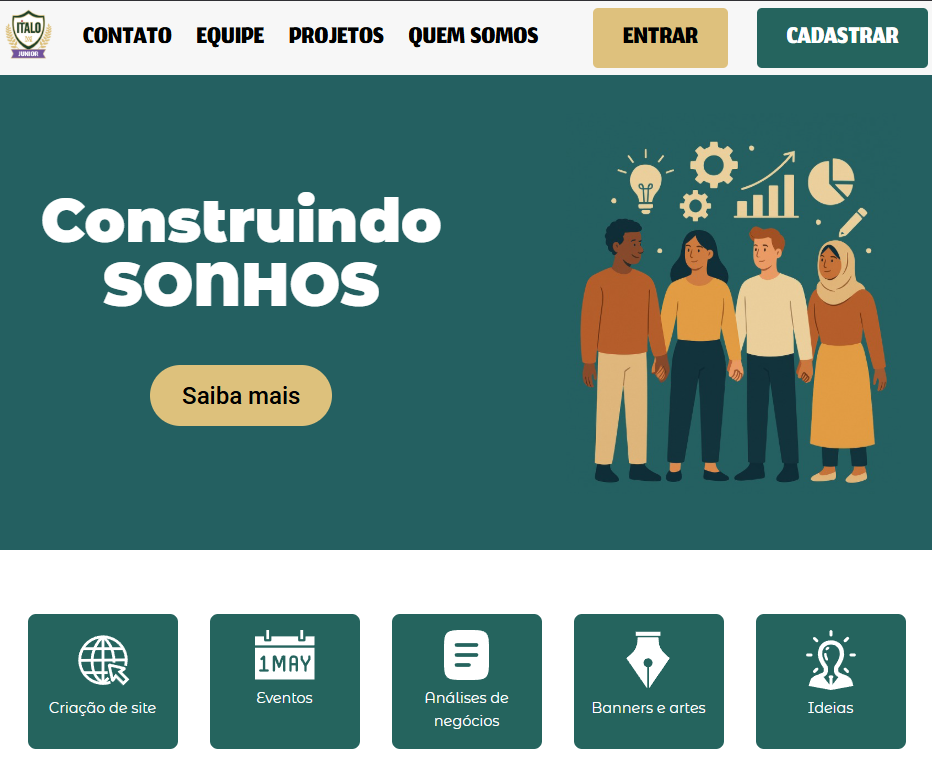 ITALO
JUNIOR
CONTATO EQUIPE PROJETOS QUEM SOMOS ENTRAR CADASTRAR
Construindo
SONHOS
Saiba mais
1 MAY
Criação de site
Eventos
Análises de
negócios
Banners e artes
Ideias